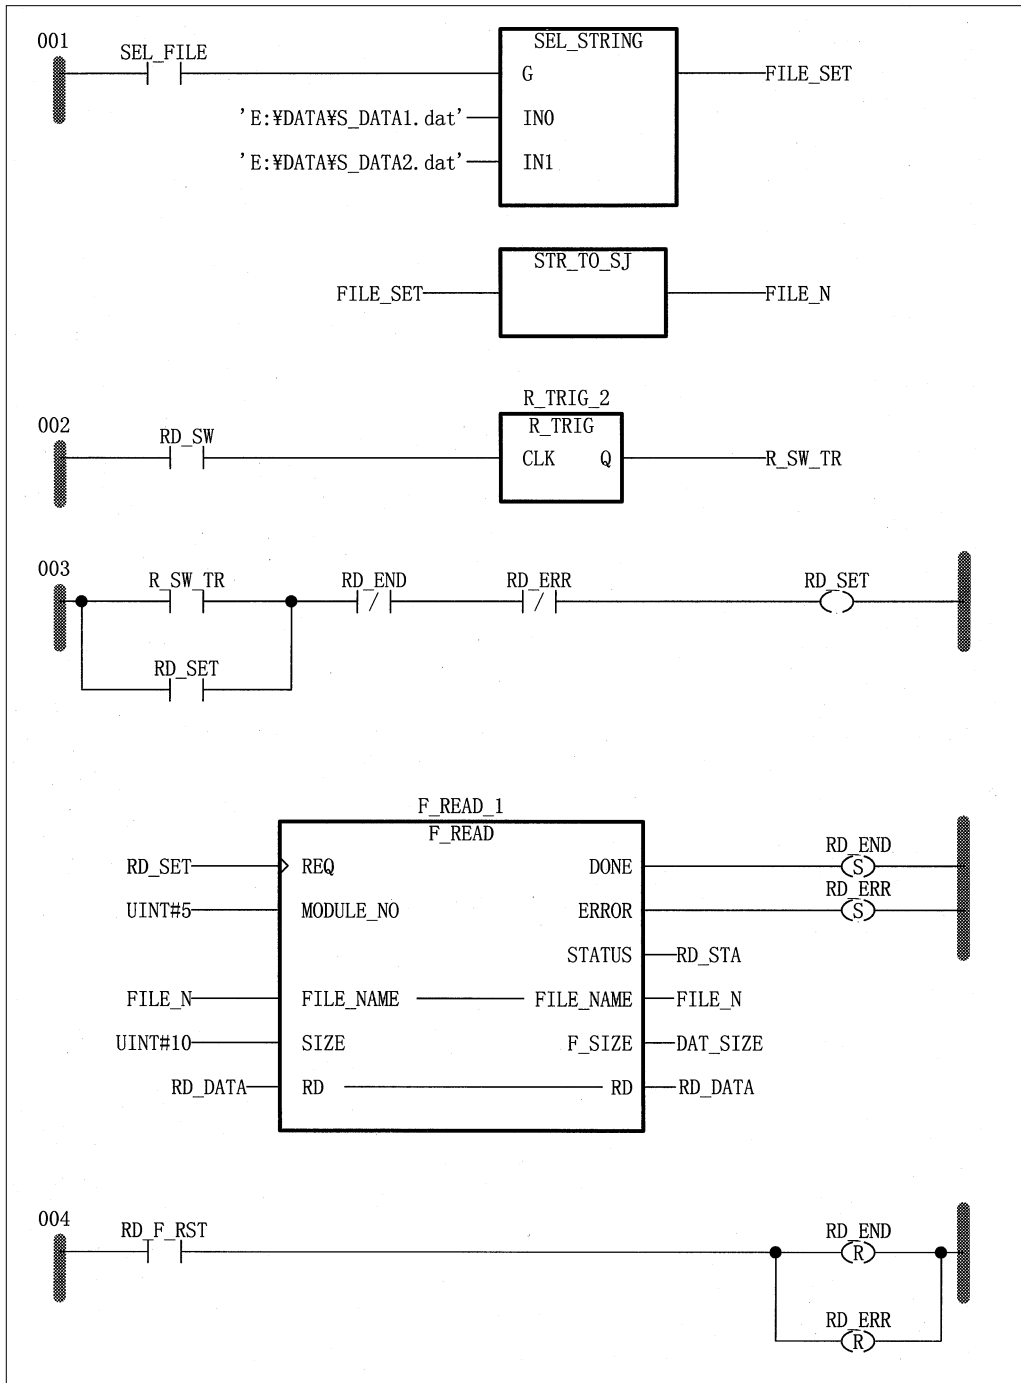 001
SEL_FILE
SEL_STRING
G
FILE_SET
'E:¥DATA¥S_DATA1.dat'
IN0
'E:¥DATA¥S_DATA2.dat'
IN1
STR_TO_SJ
FILE_SET
FILE_N
R_TRIG_2
002
RD_SW
R_TRIG
CLK Q
R_SW_TR
003
R_SW_TR
RD_END
RD_ERR
RD_SET
RD_SET
F_READ_1
F_READ
RD_SET
REQ
DONE
RD_END
S
UINT#5
MODULE_NO
ERROR
RD_ERR
S
STATUS
RD_STA
FILE_N
FILE_NAME
FILE_NAME
FILE_N
UINT#10
SIZE
F_SIZE
DAT_SIZE
RD_DATA
RD
RD
RD_DATA
004
RD_F_RST
RD_END
R
RD_ERR
R